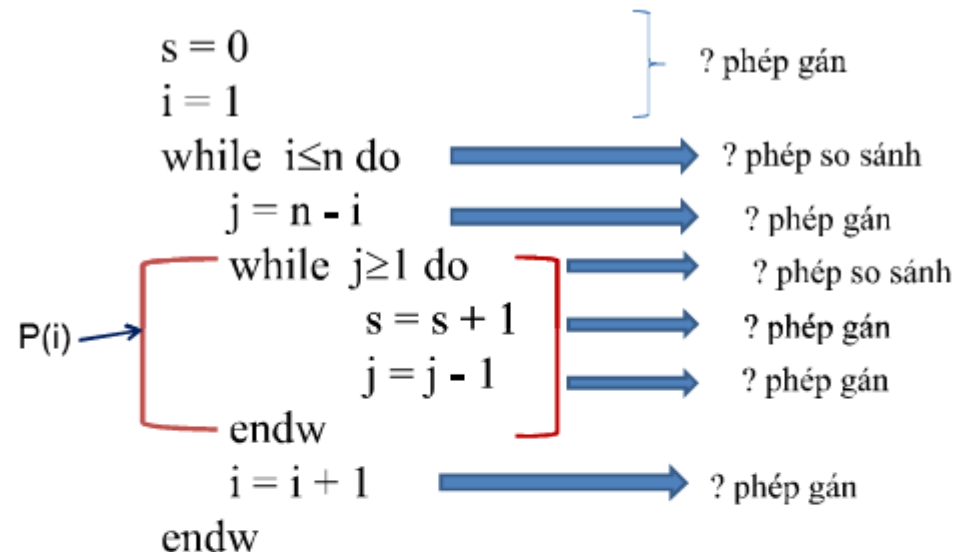 s = 0
i = 1
? phép gán
while i≤n do
? phép so sánh
j = n - i
? phép gán
while j≥1 do
? phép so sánh
P(i)
s = s + 1
? phép gán
j = j - 1
? phép gán
endw
i = i + 1
? phép gán
endw